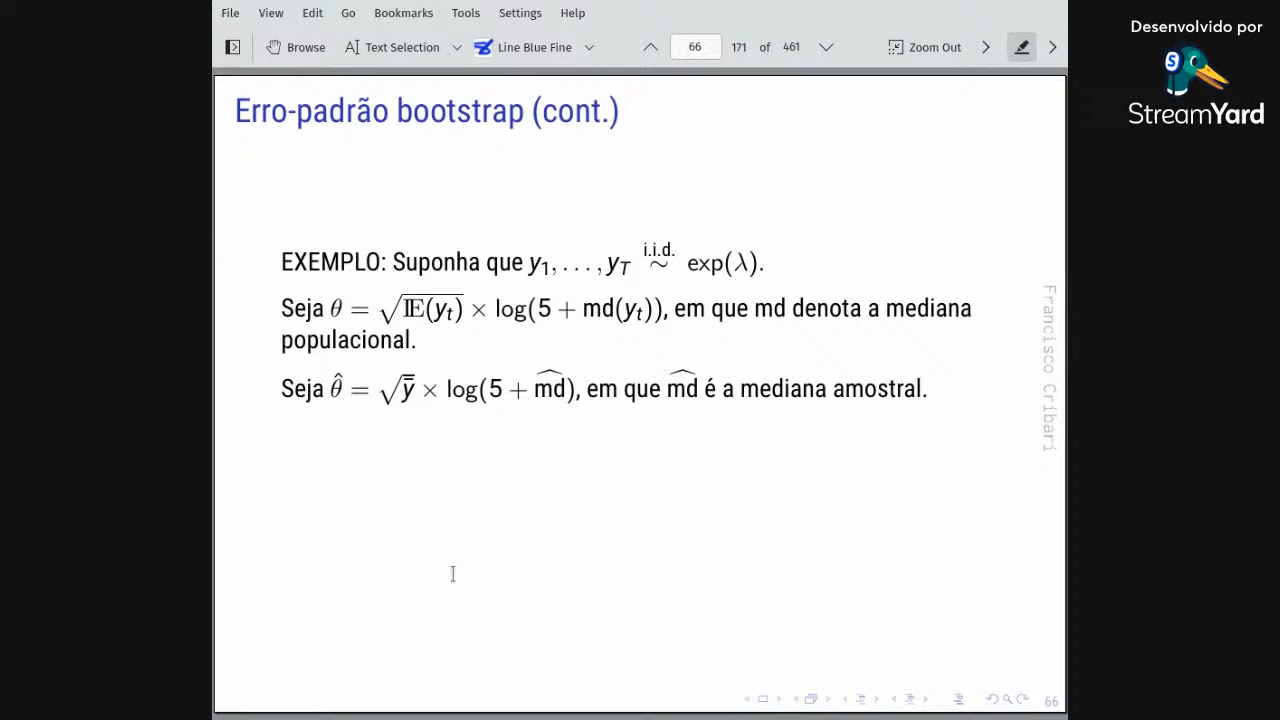 File View Edit Go Bookmarks Tools Settings Help
Desenvolvido por
StreamYard
Browse Text Selection Line Blue Fine 66 171 of 461 Zoom Out
Erro-padrão bootstrap (cont.)
EXEMPLO: Suponha que y₁, . . . , y_T i.i.d. ∼ exp(λ).
Seja θ = √𝔼(y_t) × log(5 + md(y_t)), em que md denota a mediana
populacional.
Seja θ̂ = √ȳ × log(5 + m̂d), em que m̂d é a mediana amostral.
Francisco Cribari
66